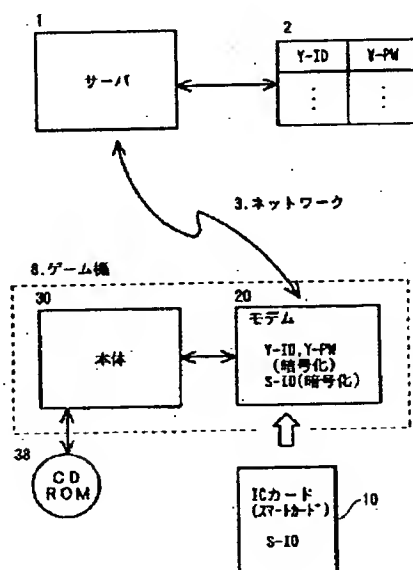 1
2
サーバ
Y-ID Y-PW
⋮ ⋮
3.ネットワーク
8.ゲーム機
30
20
本体
モデム
Y-ID,Y-PW
(暗号化)
S-ID(暗号化)
38
CD
ROM
ICカード
(スマートカード)
S-ID
10